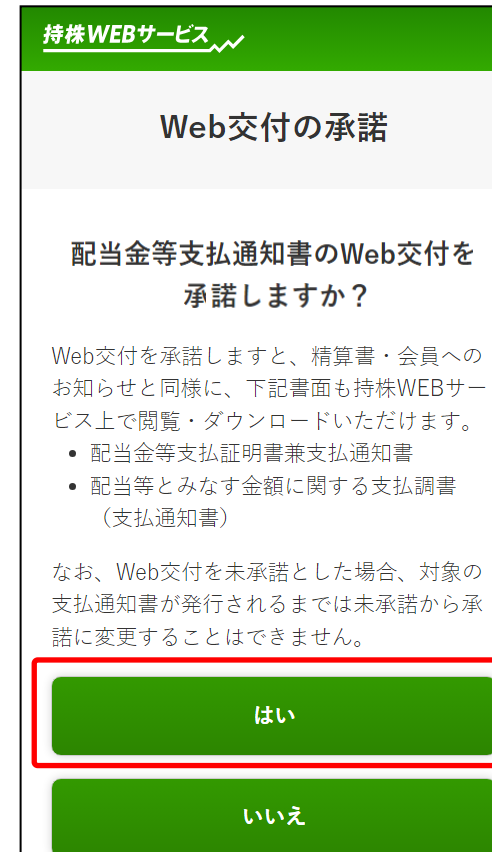 持株WEBサービス
Web交付の承諾
配当金等支払通知書のWeb交付を
承諾しますか？
Web交付を承諾しますと、精算書・会員への
お知らせと同様に、下記書面も持株WEBサー
ビス上で閲覧・ダウンロードいただけます。
• 配当金等支払証明書兼支払通知書
• 配当等とみなす金額に関する支払調書
（支払通知書）
なお、Web交付を未承諾とした場合、対象の
支払通知書が発行されるまでは未承諾から承
諾に変更することはできません。
はい
いいえ